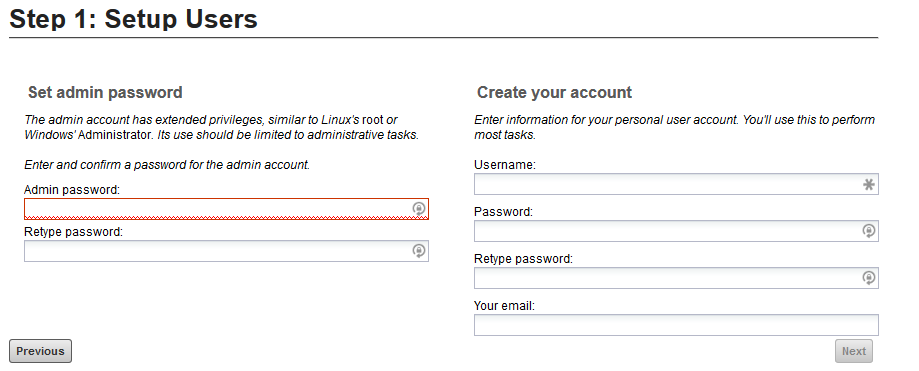 Step 1: Setup Users
Set admin password
The admin account has extended privileges, similar to Linux's root or
Windows' Administrator. Its use should be limited to administrative tasks.
Enter and confirm a password for the admin account.
Admin password:
Retype password:
Create your account
Enter information for your personal user account. You'll use this to perform
most tasks.
Username:
Password:
Retype password:
Your email:
Previous
Next